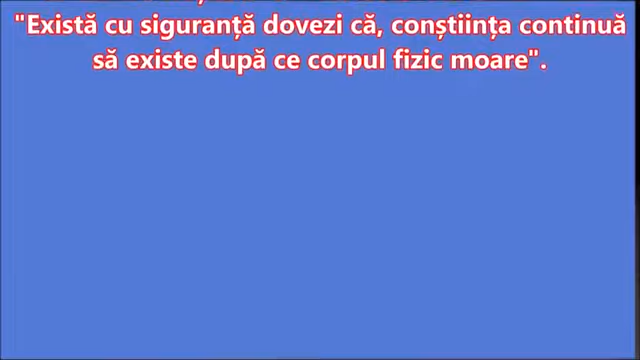 "Există cu siguranță dovezi că, conștiința continuă
să existe după ce corpul fizic moare".